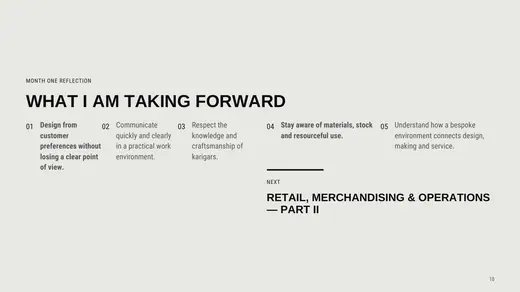 MONTH ONE REFLECTION
WHAT I AM TAKING FORWARD
01
Design from
customer
preferences without
losing a clear point
of view.
02
Communicate
quickly and clearly
in a practical work
environment.
03
Respect the
knowledge and
craftsmanship of
karigars.
04
Stay aware of materials, stock
and resourceful use.
05
Understand how a bespoke
environment connects design,
making and service.
NEXT
RETAIL, MERCHANDISING & OPERATIONS
— PART II
10